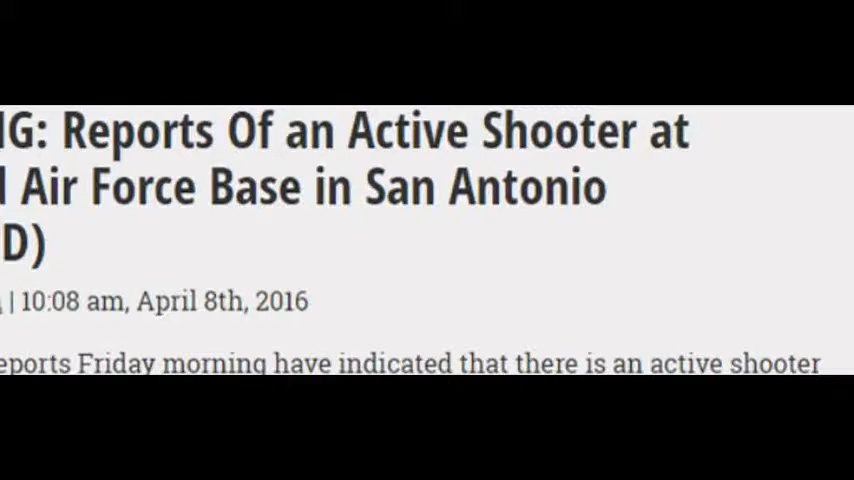 IG: Reports Of an Active Shooter at
l Air Force Base in San Antonio
D)
| 10:08 am, April 8th, 2016
eports Friday morning have indicated that there is an active shooter